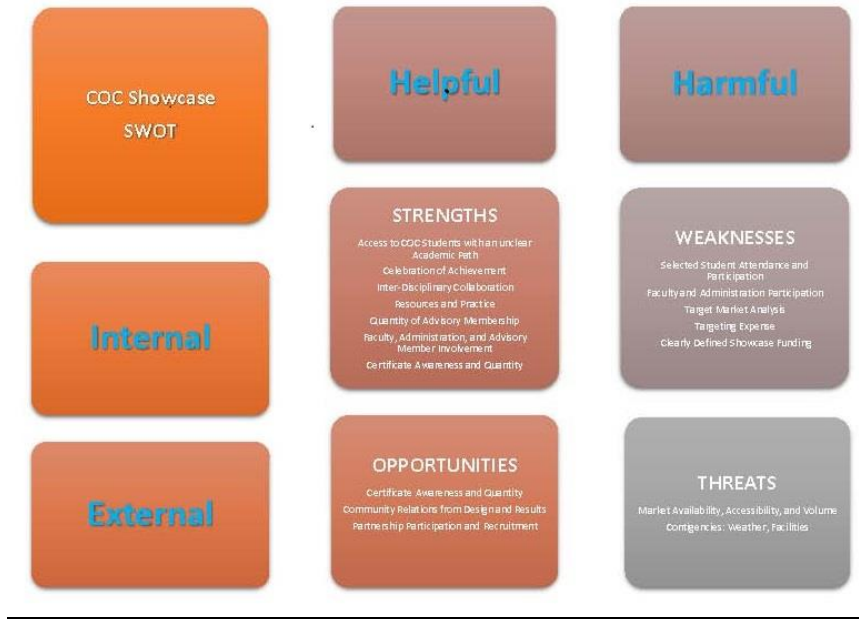 COC Showcase
SWOT
Helpful
Harmful
Internal
STRENGTHS
Access to COC Students with an unclear
Academic Path
Celebration of Achievement
Inter-Disciplinary Collaboration
Resources and Practice
Quantity of Advisory Membership
Faculty, Administration, and Advisory
Member Involvement
Certificate Awareness and Quantity
WEAKNESSES
Selected Student Attendance and
Participation
Faculty and Administration Participation
Target Market Analysis
Targeting Expense
Clearly Defined Showcase Funding
External
OPPORTUNITIES
Certificate Awareness and Quantity
Community Relations from Design and Results
Partnership Participation and Recruitment
THREATS
Market Availability, Accessibility, and Volume
Contigencies: Weather, Facilities